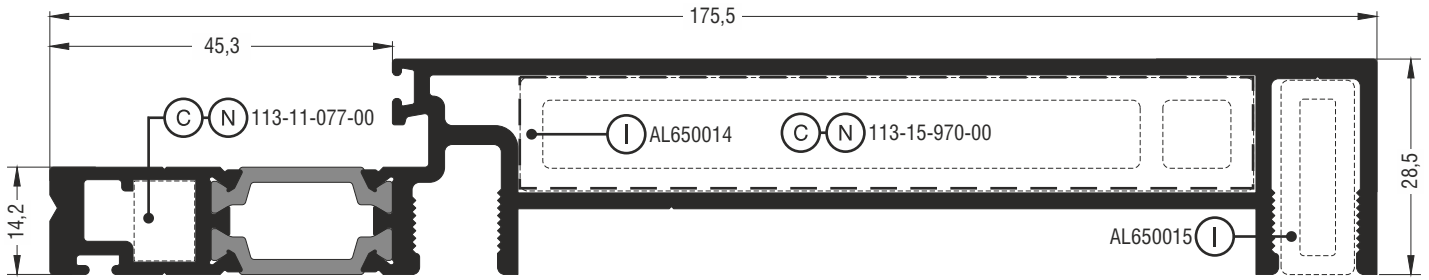 175,5
45,3
C N 113-11-077-00
I AL650014
C N 113-15-970-00
14,2
28,5
AL650015 I